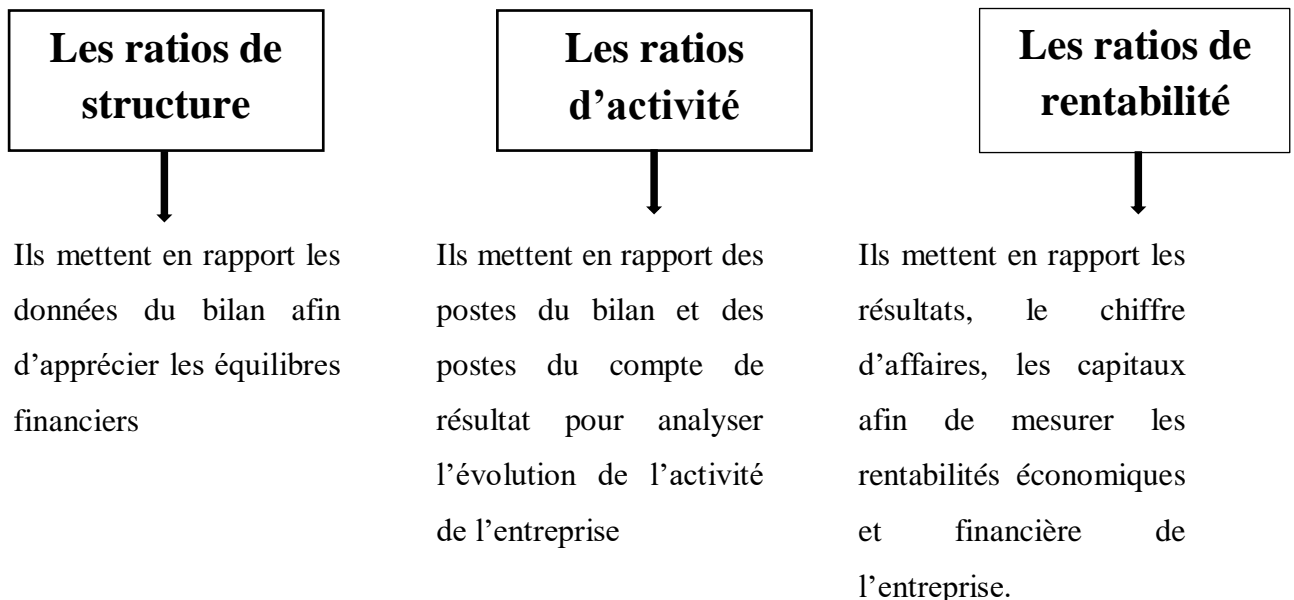 Les ratios de
structure
Ils mettent en rapport les
données du bilan afin
d’apprécier les équilibres
financiers
Les ratios
d’activité
Ils mettent en rapport des
postes du bilan et des
postes du compte de
résultat pour analyser
l’évolution de l’activité
de l’entreprise
Les ratios de
rentabilité
Ils mettent en rapport les
résultats, le chiffre
d’affaires, les capitaux
afin de mesurer les
rentabilités économiques
et financière de
l’entreprise.